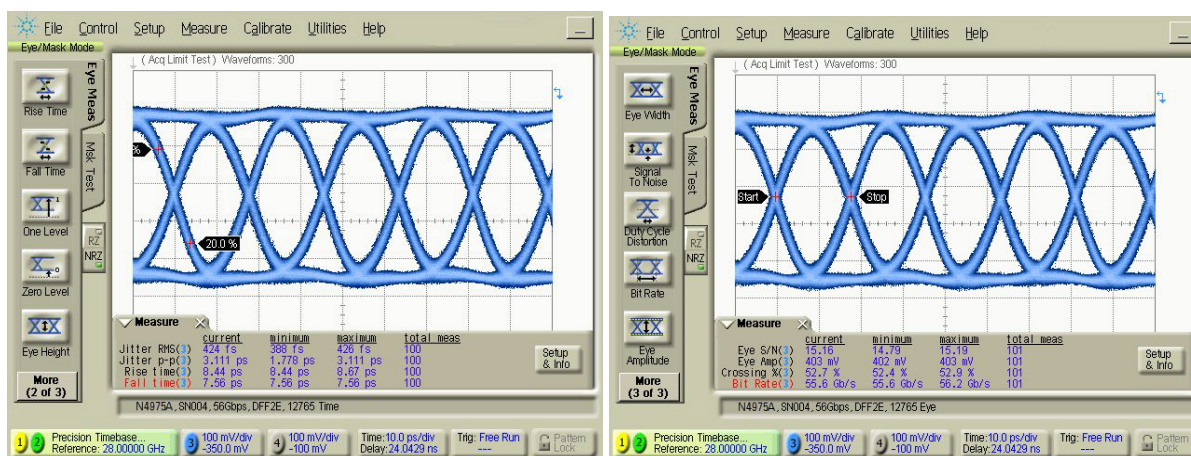 File Control Setup Measure Calibrate Utilities Help
Eye/Mask Mode
( Acq Limit Test ) Waveforms: 300
Eye Meas
Msk Test
Rise Time
Fall Time
One Level
Zero Level
Eye Height
More
(2 of 3)
RZ
NRZ
%
20.0 %
Measure
current minimum maximum total meas
Jitter RMS(3) 424 fs 388 fs 426 fs 100
Jitter p-p(3) 3.111 ps 1.778 ps 3.111 ps 100
Rise time(3) 8.44 ps 8.44 ps 8.67 ps 100
Fall time(3) 7.56 ps 7.56 ps 7.56 ps 100
Setup
& Info
N4975A, SN004, 56Gbps, DFF2E, 12765 Time
1 2 Precision Timebase...
Reference: 28.00000 GHz
3 100 mV/div
-350.0 mV
4 100 mV/div
-100 mV
Time:10.0 ps/div
Delay:24.0429 ns
Trig: Free Run
---
Pattern
Lock
File Control Setup Measure Calibrate Utilities Help
Eye/Mask Mode
( Acq Limit Test ) Waveforms: 300
Eye Meas
Msk Test
Eye Width
Signal
To Noise
Duty Cycle
Distortion
Bit Rate
Eye
Amplitude
More
(3 of 3)
RZ
NRZ
Start
Stop
Measure
current minimum maximum total meas
Eye S/N(3) 15.16 14.79 15.19 101
Eye Amp(3) 403 mV 402 mV 403 mV 101
Crossing %(3) 52.7 % 52.4 % 52.9 % 101
Bit Rate(3) 55.6 Gb/s 55.6 Gb/s 56.2 Gb/s 101
Setup
& Info
N4975A, SN004, 56Gbps, DFF2E, 12765 Eye
1 2 Precision Timebase...
Reference: 28.00000 GHz
3 100 mV/div
-350.0 mV
4 100 mV/div
-100 mV
Time:10.0 ps/div
Delay:24.0429 ns
Trig: Free Run
---
Pattern
Lock